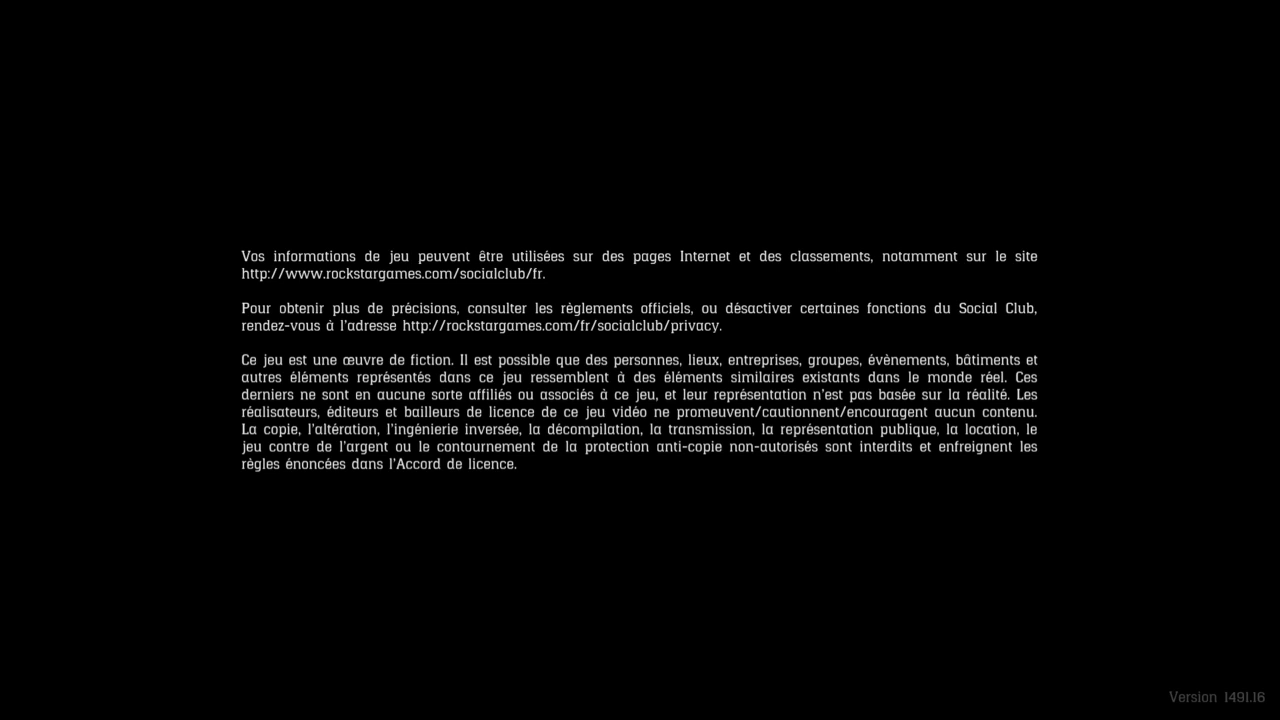 Vos informations de jeu peuvent être utilisées sur des pages Internet et des classements, notamment sur le site
http://www.rockstargames.com/socialclub/fr.
Pour obtenir plus de précisions, consulter les règlements officiels, ou désactiver certaines fonctions du Social Club,
rendez-vous à l'adresse http://rockstargames.com/fr/socialclub/privacy.
Ce jeu est une œuvre de fiction. Il est possible que des personnes, lieux, entreprises, groupes, évènements, bâtiments et
autres éléments représentés dans ce jeu ressemblent à des éléments similaires existants dans le monde réel. Ces
derniers ne sont en aucune sorte affiliés ou associés à ce jeu, et leur représentation n'est pas basée sur la réalité. Les
réalisateurs, éditeurs et bailleurs de licence de ce jeu vidéo ne promeuvent/cautionnent/encouragent aucun contenu.
La copie, l'altération, l'ingénierie inversée, la décompilation, la transmission, la représentation publique, la location, le
jeu contre de l'argent ou le contournement de la protection anti-copie non-autorisés sont interdits et enfreignent les
règles énoncées dans l'Accord de licence.
Version 1491.16